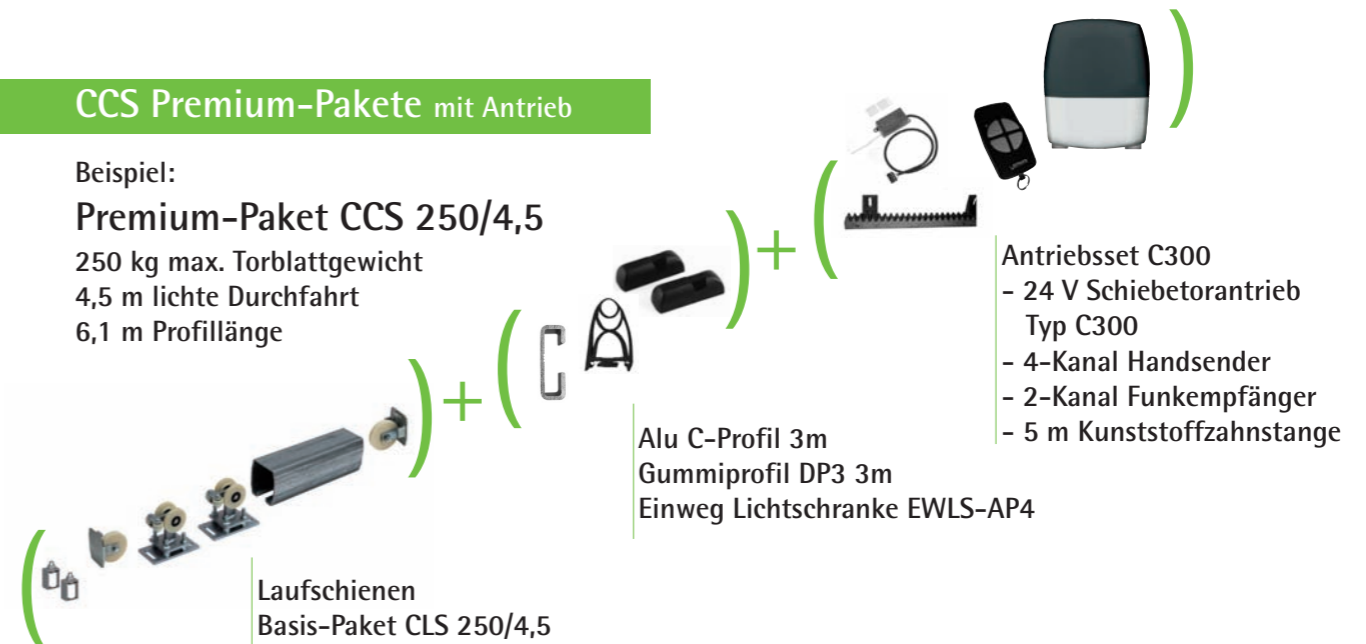 CCS Premium-Pakete mit Antrieb
Beispiel:
Premium-Paket CCS 250/4,5
250 kg max. Torblattgewicht
4,5 m lichte Durchfahrt
6,1 m Profillänge
Laufschienen
Basis-Paket CLS 250/4,5
+
Alu C-Profil 3m
Gummiprofil DP3 3m
Einweg Lichtschranke EWLS-AP4
+
Antriebsset C300
- 24 V Schiebetorantrieb
Typ C300
- 4-Kanal Handsender
- 2-Kanal Funkempfänger
- 5 m Kunststoffzahnstange